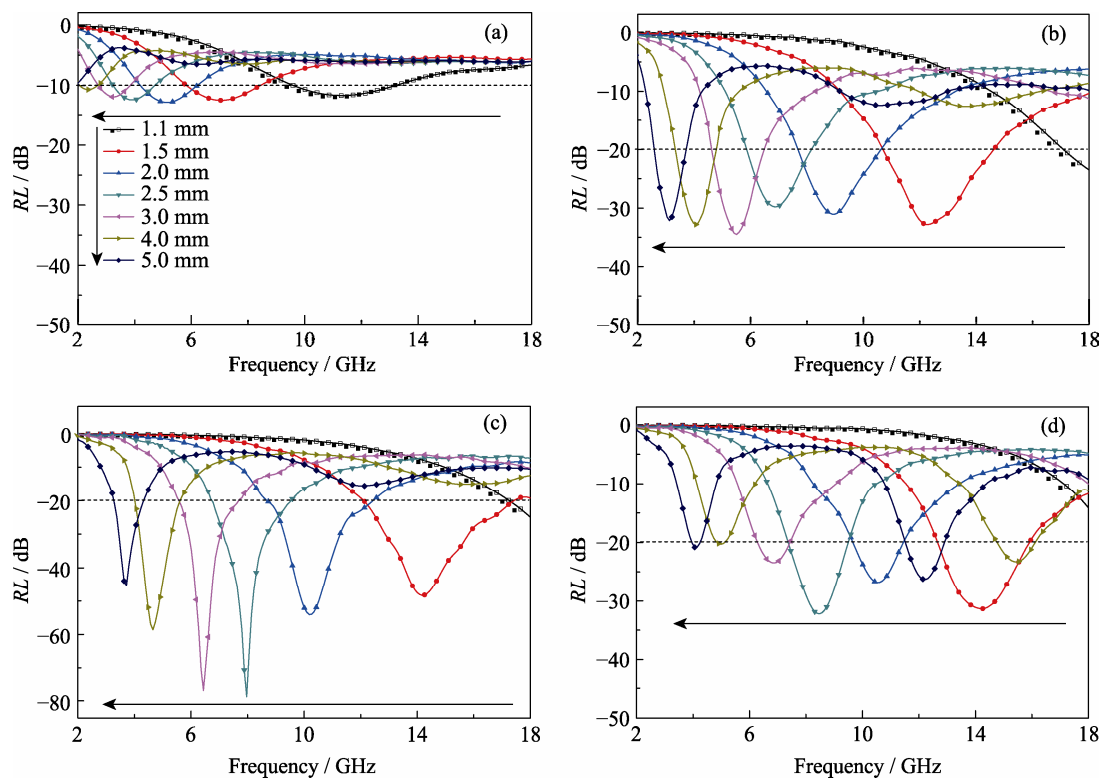 (a)
0
−10
−20
−30
−40
−50
RL / dB
1.1 mm
1.5 mm
2.0 mm
2.5 mm
3.0 mm
4.0 mm
5.0 mm
2 6 10 14 18
Frequency / GHz
(b)
0
−10
−20
−30
−40
−50
RL / dB
2 6 10 14 18
Frequency / GHz
(c)
0
−20
−40
−60
−80
RL / dB
2 6 10 14 18
Frequency / GHz
(d)
0
−10
−20
−30
−40
−50
RL / dB
2 6 10 14 18
Frequency / GHz